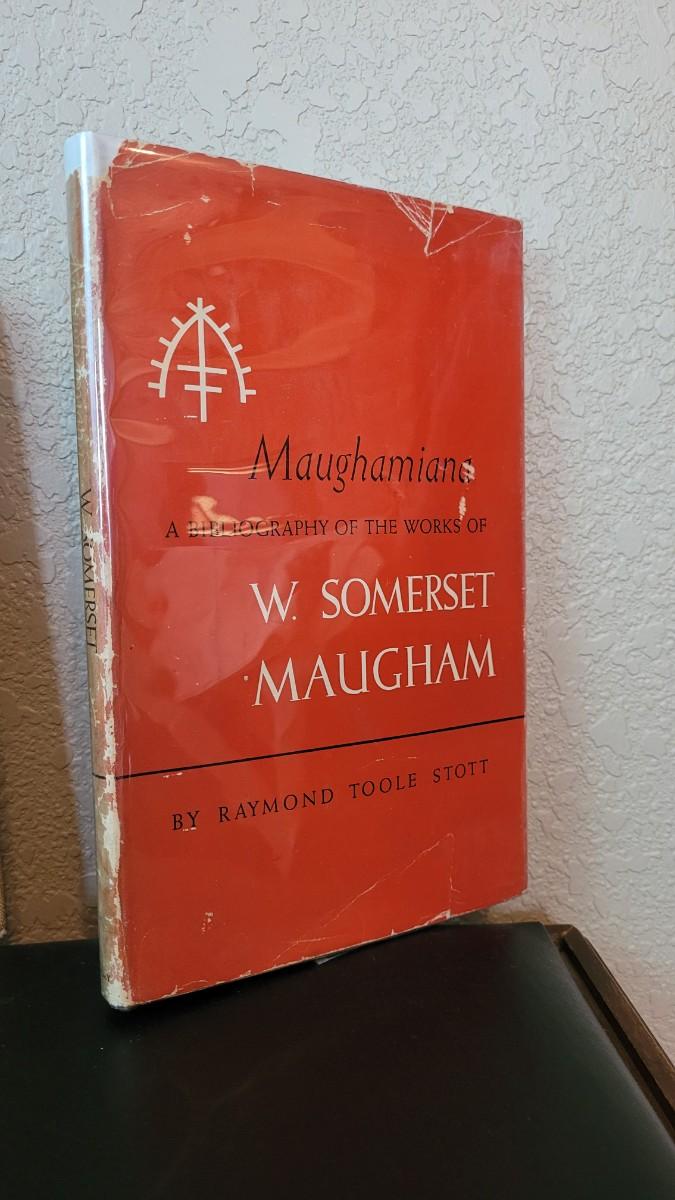 Maughamiana
A BIBLIOGRAPHY OF THE WORKS OF
W. SOMERSET
MAUGHAM
BY RAYMOND TOOLE STOTT
W. SOMERSET